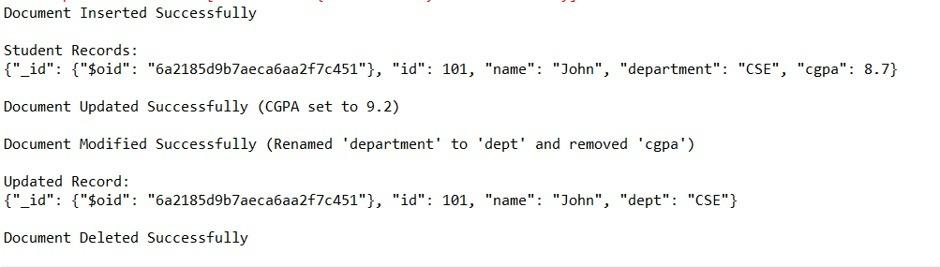 Document Inserted Successfully
Student Records:
{"_id": {"$oid": "6a2185d9b7aeca6aa2f7c451"}, "id": 101, "name": "John", "department": "CSE", "cgpa": 8.7}
Document Updated Successfully (CGPA set to 9.2)
Document Modified Successfully (Renamed 'department' to 'dept' and removed 'cgpa')
Updated Record:
{"_id": {"$oid": "6a2185d9b7aeca6aa2f7c451"}, "id": 101, "name": "John", "dept": "CSE"}
Document Deleted Successfully